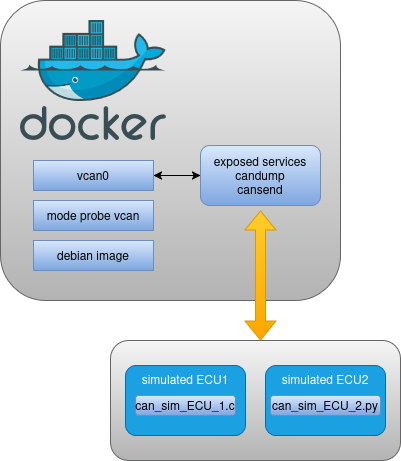 docker
vcan0
exposed services
candump
cansend
mode probe vcan
debian image
simulated ECU1
can_sim_ECU_1.c
simulated ECU2
can_sim_ECU_2.py